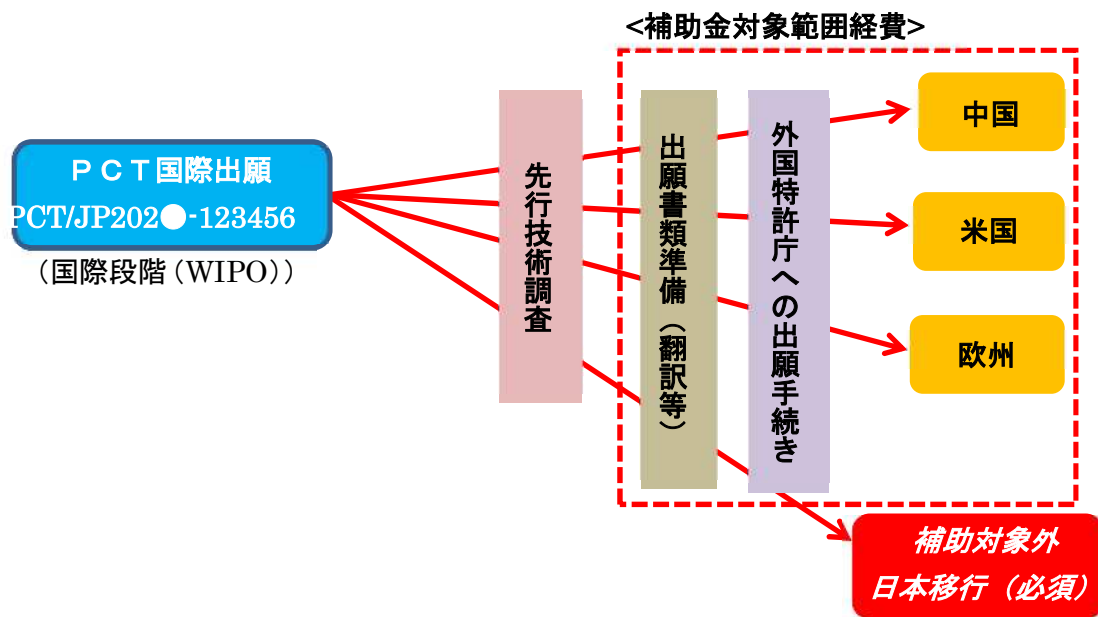 <補助金対象範囲経費>
ＰＣＴ国際出願
PCT/JP202●-123456
（国際段階（WIPO））
先行技術調査
出願書類準備（翻訳等）
外国特許庁への出願手続き
中国
米国
欧州
補助対象外
日本移行（必須）